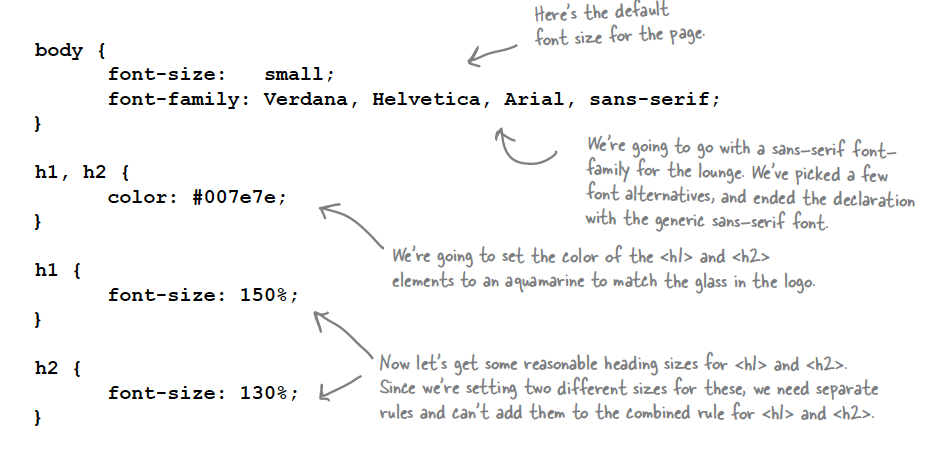 Here's the default
font size for the page.
body {
font-size: small;
font-family: Verdana, Helvetica, Arial, sans-serif;
}
We're going to go with a sans-serif font-
family for the lounge. We've picked a few
font alternatives, and ended the declaration
with the generic sans-serif font.
h1, h2 {
color: #007e7e;
}
We're going to set the color of the <h1> and <h2>
elements to an aquamarine to match the glass in the logo.
h1 {
font-size: 150%;
}
Now let's get some reasonable heading sizes for <h1> and <h2>.
Since we're setting two different sizes for these, we need separate
rules and can't add them to the combined rule for <h1> and <h2>.
h2 {
font-size: 130%;
}